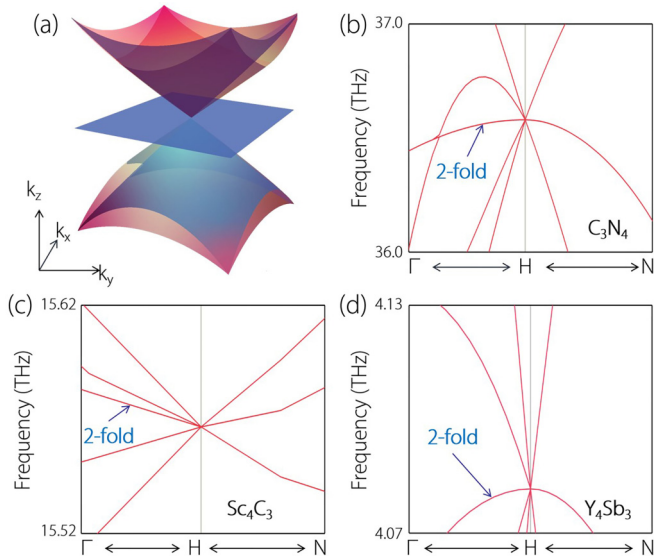 (a)
k_z
k_x
k_y
(b)
37.0
Frequency (THz)
36.0
2-fold
C₃N₄
Γ H N
(c)
15.62
Frequency (THz)
15.52
2-fold
Sc₄C₃
Γ H N
(d)
4.13
Frequency (THz)
4.07
2-fold
Y₄Sb₃
Γ H N